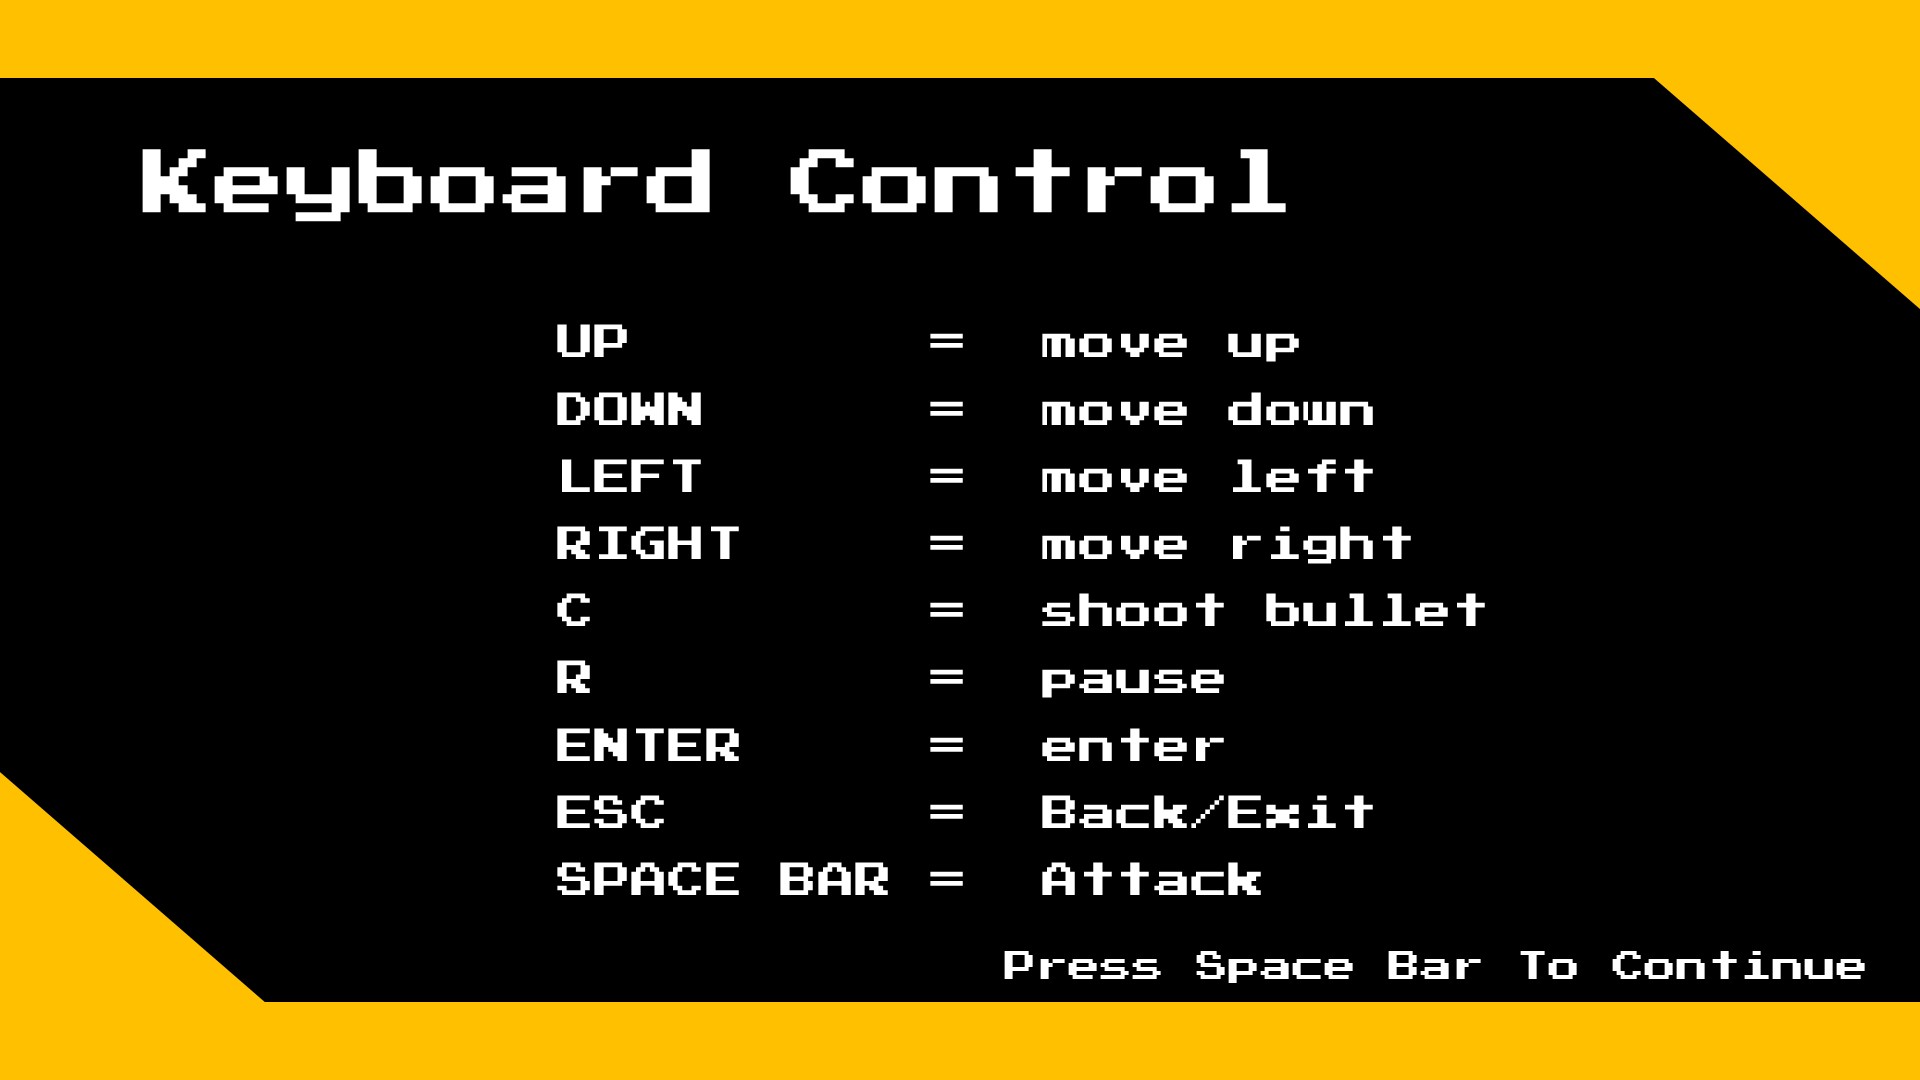 Keyboard Control
UP = move up
DOWN = move down
LEFT = move left
RIGHT = move right
C = shoot bullet
R = pause
ENTER = enter
ESC = Back/Exit
SPACE BAR = Attack
Press Space Bar To Continue